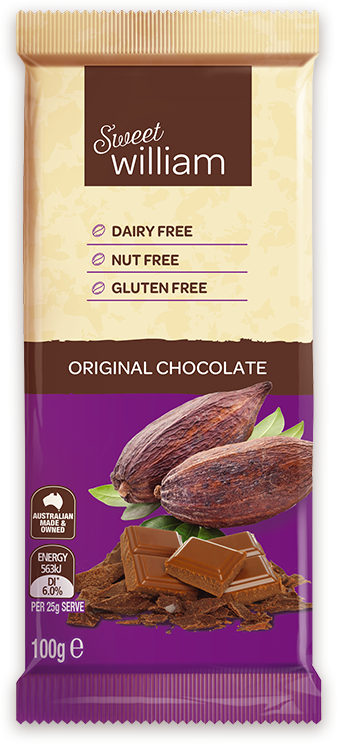 Sweet
william
DAIRY FREE
NUT FREE
GLUTEN FREE
ORIGINAL CHOCOLATE
AUSTRALIAN
MADE &
OWNED
ENERGY
563kJ
DI*
6.0%
PER 25g SERVE
100g ℮